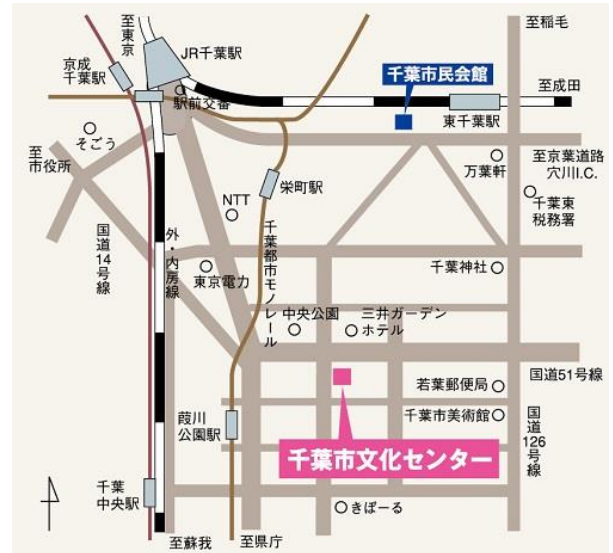 至東京
JR千葉駅
至稲毛
京成
千葉駅
千葉市民会館
至成田
駅前交番
東千葉駅
そごう
至
市役所
万葉軒
至京葉道路
穴川I.C.
栄町駅
千葉東
税務署
NTT
国道14号線
外・内房線
千葉都市モノレール
東京電力
千葉神社
中央公園
三井ガーデン
ホテル
国道51号線
若葉郵便局
葭川
公園駅
千葉市美術館
国道126号線
千葉市文化センター
千葉
中央駅
きぼーる
至蘇我
至県庁